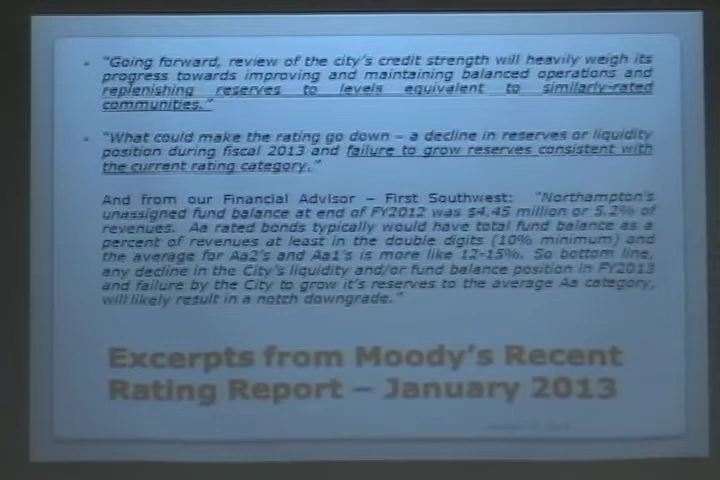 "Going forward, review of the city's credit strength will heavily weigh its
progress towards improving and maintaining balanced operations and
replenishing reserves to levels equivalent to similarly-rated
communities."
"What could make the rating go down – a decline in reserves or liquidity
position during fiscal 2013 and failure to grow reserves consistent with
the current rating category."
And from our Financial Advisor – First Southwest: "Northampton's
unassigned fund balance at end of FY2012 was $4.45 million or 5.2% of
revenues. Aa rated bonds typically would have total fund balance as a
percent of revenues at least in the double digits (10% minimum) and
the average for Aa2's and Aa1's is more like 12-15%. So bottom line,
any decline in the City's liquidity and/or fund balance position in FY2013
and failure by the City to grow it's reserves to the average Aa category,
will likely result in a notch downgrade."
Excerpts from Moody's Recent
Rating Report – January 2013